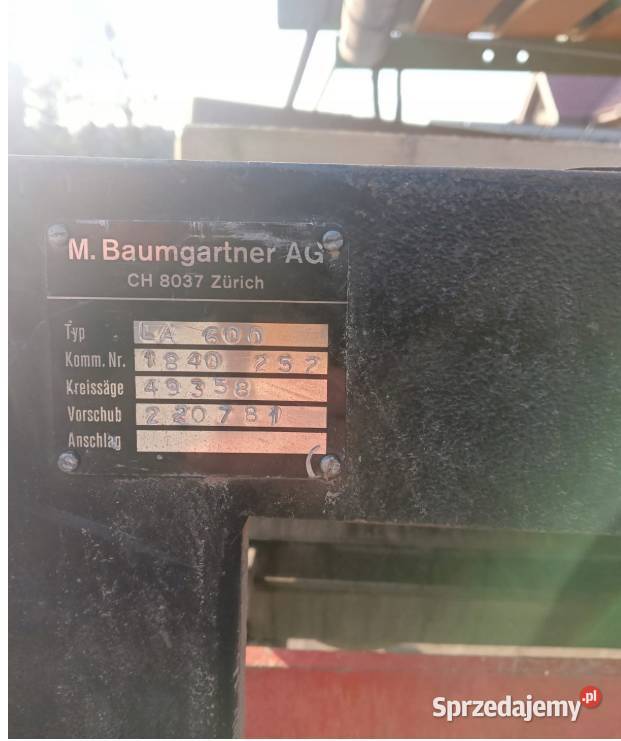 M. Baumgartner AG
CH 8037 Zürich
Typ LA 600
Komm. Nr. 1840 257
Kreissäge 49358
Vorschub 220781
Anschlag
Sprzedajemy.pl